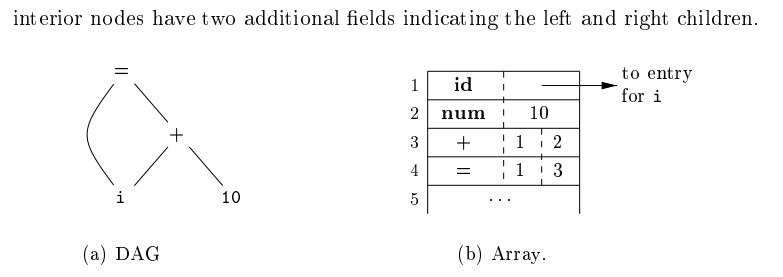 interior nodes have two additional fields indicating the left and right children.
=
+
i
10
(a) DAG
1 id to entry for i
2 num 10
3 + 1 2
4 = 1 3
5 ...
(b) Array.